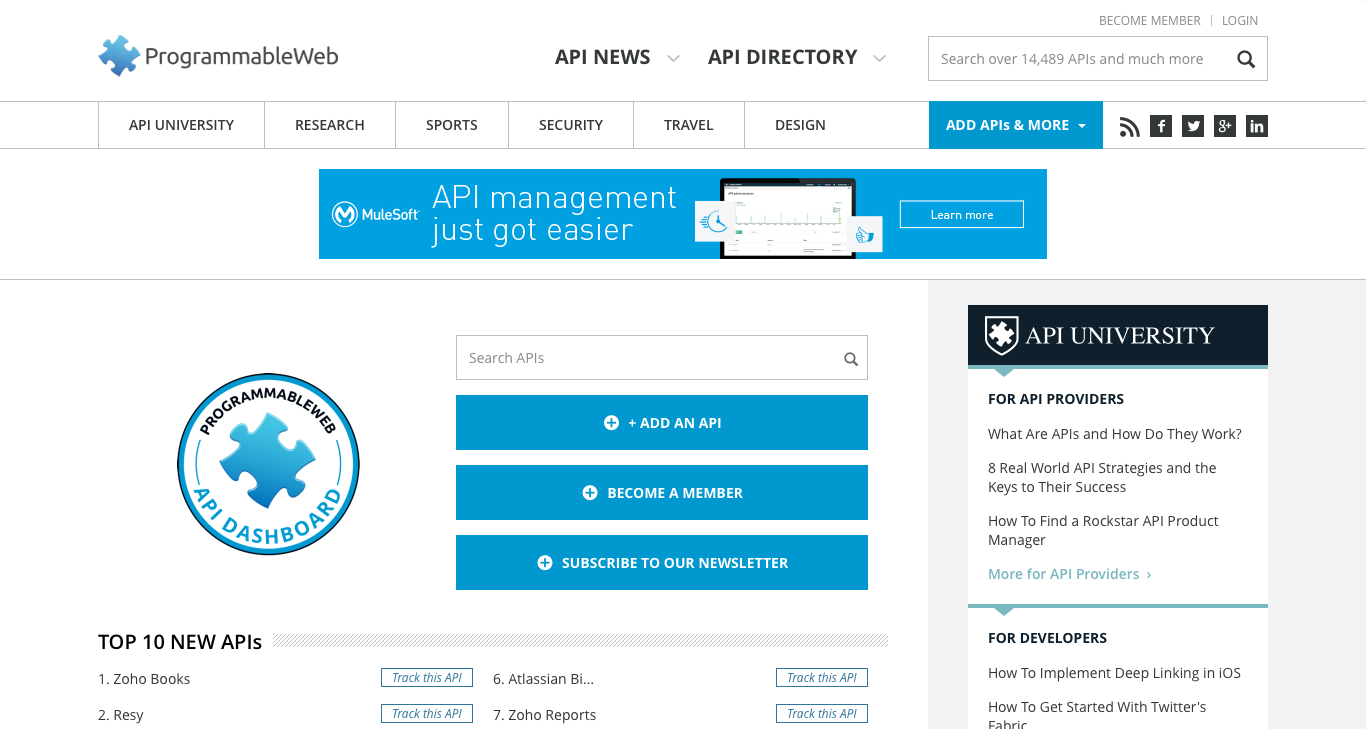 BECOME MEMBER | LOGIN
ProgrammableWeb
API NEWS
API DIRECTORY
Search over 14,489 APIs and much more
API UNIVERSITY
RESEARCH
SPORTS
SECURITY
TRAVEL
DESIGN
ADD APIs & MORE
MuleSoft
API management
just got easier
Learn more
PROGRAMMABLEWEB
API DASHBOARD
Search APIs
+ ADD AN API
BECOME A MEMBER
SUBSCRIBE TO OUR NEWSLETTER
TOP 10 NEW APIs
1. Zoho Books
Track this API
6. Atlassian Bi...
Track this API
2. Resy
Track this API
7. Zoho Reports
Track this API
API UNIVERSITY
FOR API PROVIDERS
What Are APIs and How Do They Work?
8 Real World API Strategies and the
Keys to Their Success
How To Find a Rockstar API Product
Manager
More for API Providers ›
FOR DEVELOPERS
How To Implement Deep Linking in iOS
How To Get Started With Twitter's
Fabric